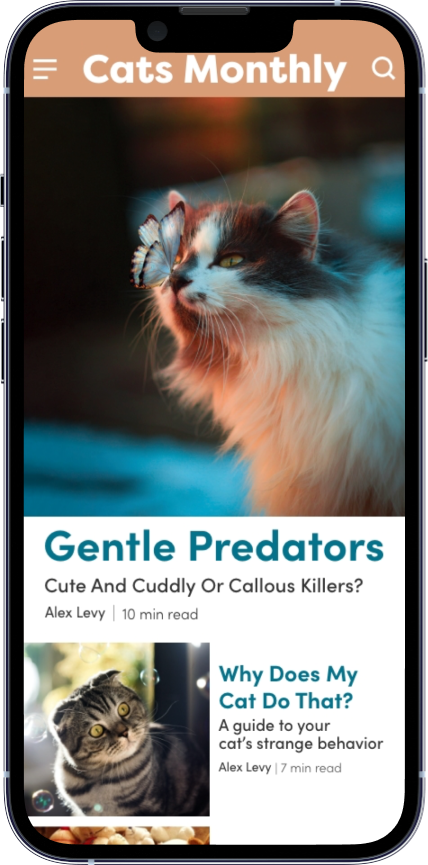 Cats Monthly
Gentle Predators
Cute And Cuddly Or Callous Killers?
Alex Levy | 10 min read
Why Does My
Cat Do That?
A guide to your
cat’s strange behavior
Alex Levy | 7 min read